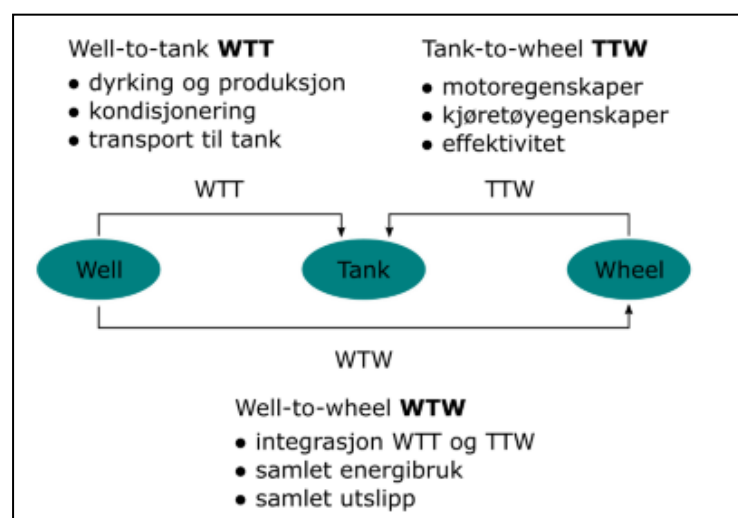 Well-to-tank WTT
• dyrking og produksjon
• kondisjonering
• transport til tank
Tank-to-wheel TTW
• motoregenskaper
• kjøretøyegenskaper
• effektivitet
WTT
TTW
Well
Tank
Wheel
WTW
Well-to-wheel WTW
• integrasjon WTT og TTW
• samlet energibruk
• samlet utslipp